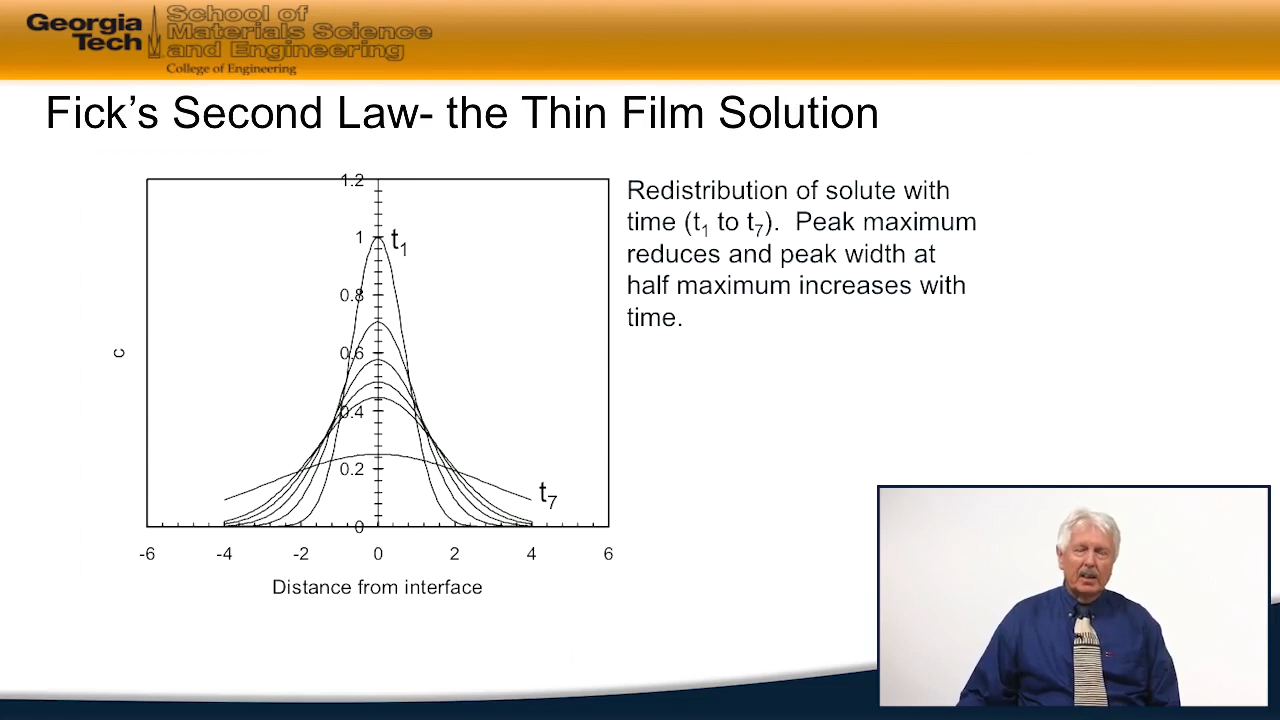 Georgia Tech
School of
Materials Science
and Engineering
College of Engineering
Fick’s Second Law- the Thin Film Solution
1.2
1
0.8
0.6
0.4
0.2
0
t1
t7
c
-6 -4 -2 0 2 4 6
Distance from interface
Redistribution of solute with
time (t1 to t7). Peak maximum
reduces and peak width at
half maximum increases with
time.